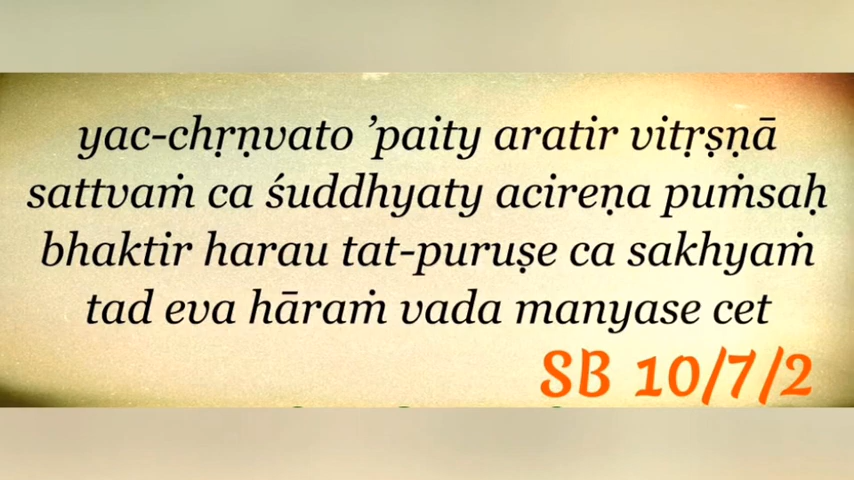 yac-chṛṇvato ’paity aratir vitṛṣṇā
sattvaṁ ca śuddhyaty acireṇa puṁsaḥ
bhaktir harau tat-puruṣe ca sakhyaṁ
tad eva hāraṁ vada manyase cet
SB 10/7/2